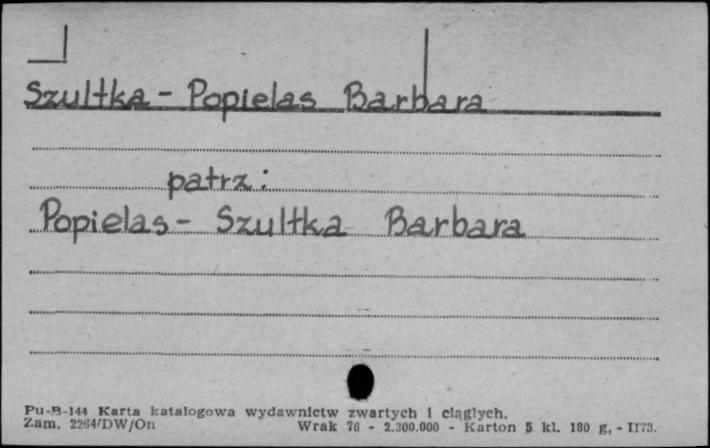 Szultka - Popielas Barbara
patrz:
Popielas - Szultka Barbara
Pu-B-144 Karta katalogowa wydawnictw zwartych i ciągłych.
Zam. 2264/DW/On Wrak 76 - 2.300.000 - Karton 5 kl. 180 g, - II73.